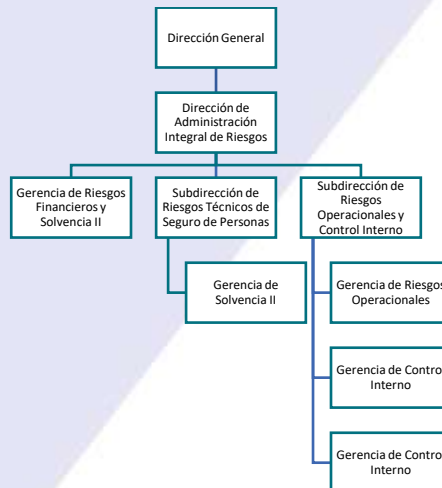 Dirección General
Dirección de
Administración
Integral de Riesgos
Gerencia de Riesgos
Financieros y
Solvencia II
Subdirección de
Riesgos Técnicos de
Seguro de Personas
Subdirección de
Riesgos
Operacionales y
Control Interno
Gerencia de
Solvencia II
Gerencia de Riesgos
Operacionales
Gerencia de Contro
Interno
Gerencia de Contro
Interno